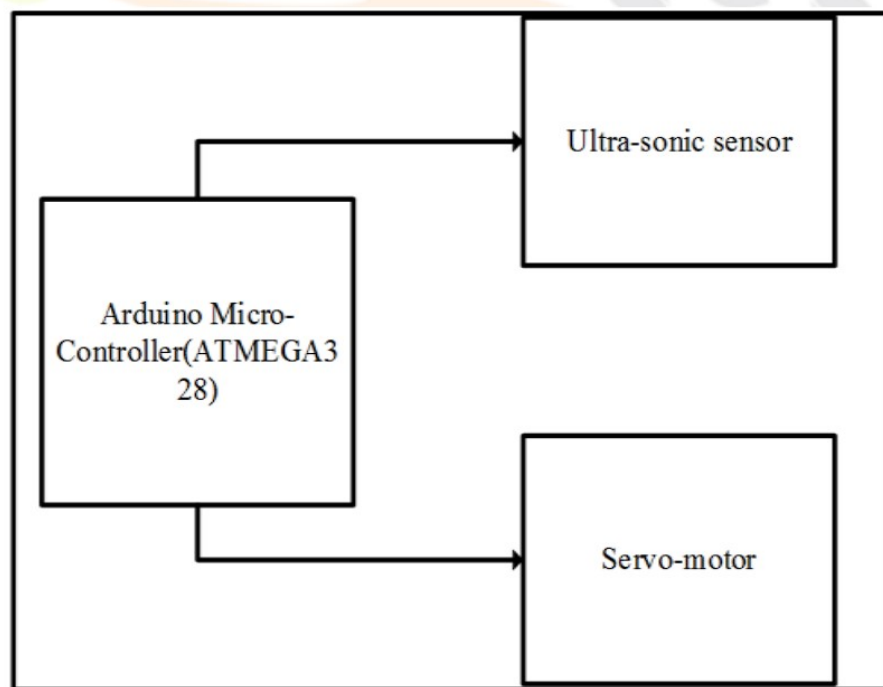 Ultra-sonic sensor
Arduino Micro-
Controller(ATMEGA3
28)
Servo-motor